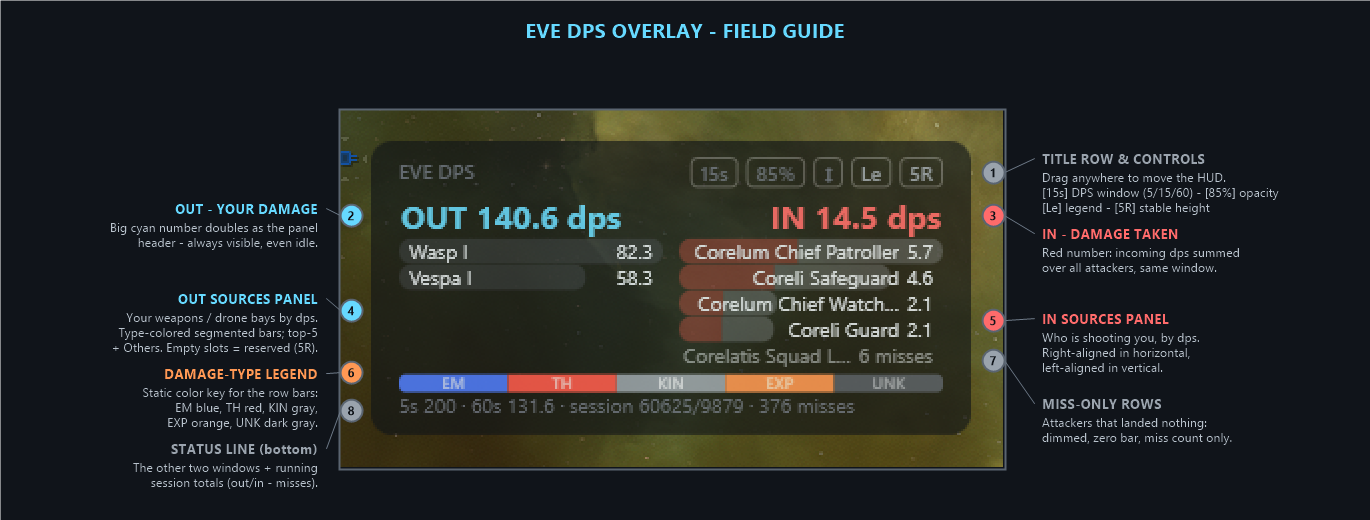 EVE DPS OVERLAY - FIELD GUIDE
OUT - YOUR DAMAGE
Big cyan number doubles as the panel
header - always visible, even idle.
OUT SOURCES PANEL
Your weapons / drone bays by dps.
Type-colored segmented bars; top-5
+ Others. Empty slots = reserved (5R).
DAMAGE-TYPE LEGEND
Static color key for the row bars:
EM blue, TH red, KIN gray,
EXP orange, UNK dark gray.
STATUS LINE (bottom)
The other two windows + running
session totals (out/in - misses).
2
4
6
8
EVE DPS 15s 85% ↕ Le 5R
OUT 140.6 dps IN 14.5 dps
Wasp I 82.3 Corelum Chief Patroller 5.7
Vespa I 58.3 Coreli Safeguard 4.6
Corelum Chief Watch... 2.1
Coreli Guard 2.1
Corelatis Squad L... 6 misses
EM TH KIN EXP UNK
5s 200 · 60s 131.6 · session 60625/9879 · 376 misses
1
3
5
7
TITLE ROW & CONTROLS
Drag anywhere to move the HUD.
[15s] DPS window (5/15/60) - [85%] opacity
[Le] legend - [5R] stable height
IN - DAMAGE TAKEN
Red number: incoming dps summed
over all attackers, same window.
IN SOURCES PANEL
Who is shooting you, by dps.
Right-aligned in horizontal,
left-aligned in vertical.
MISS-ONLY ROWS
Attackers that landed nothing:
dimmed, zero bar, miss count only.